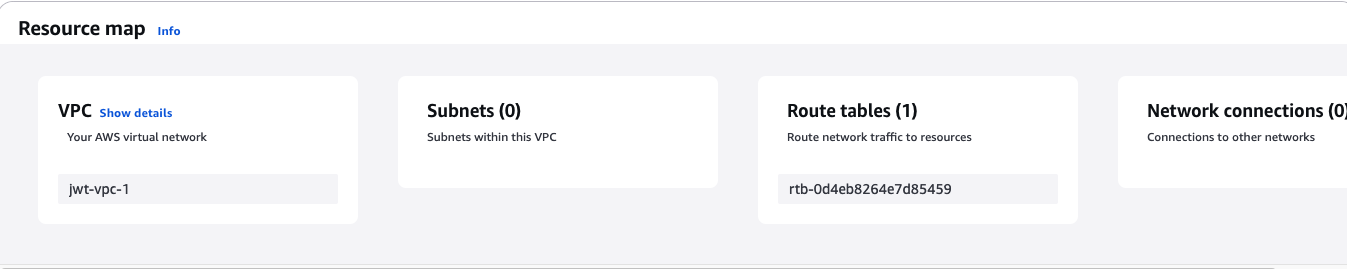 Resource map Info
VPC Show details
Your AWS virtual network
jwt-vpc-1
Subnets (0)
Subnets within this VPC
Route tables (1)
Route network traffic to resources
rtb-0d4eb8264e7d85459
Network connections (0)
Connections to other networks